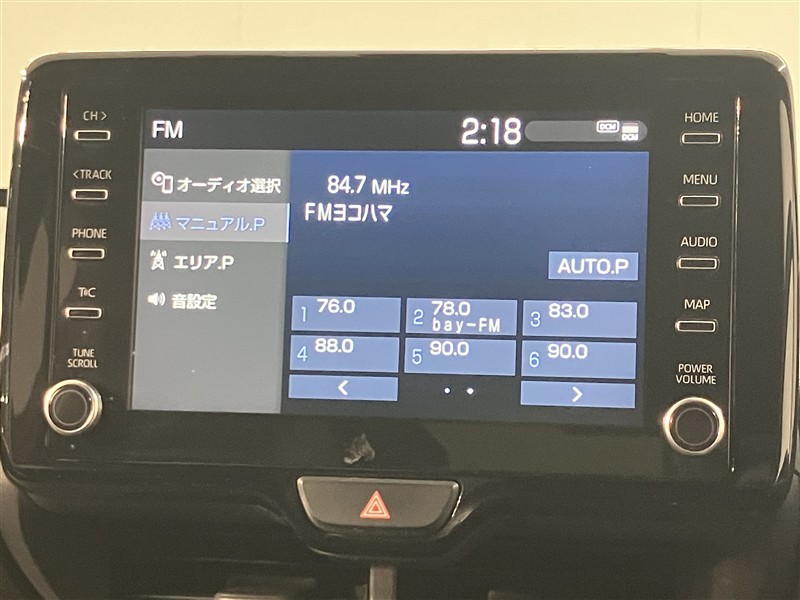 CH >
< TRACK
PHONE
T&C
TUNE
SCROLL
FM
2:18
DCM
DCM
オーディオ選択
マニュアル.P
エリア.P
音設定
84.7 MHz
FMヨコハマ
AUTO.P
1 76.0
2 78.0
bay-FM
3 83.0
4 88.0
5 90.0
6 90.0
<
>
HOME
MENU
AUDIO
MAP
POWER
VOLUME